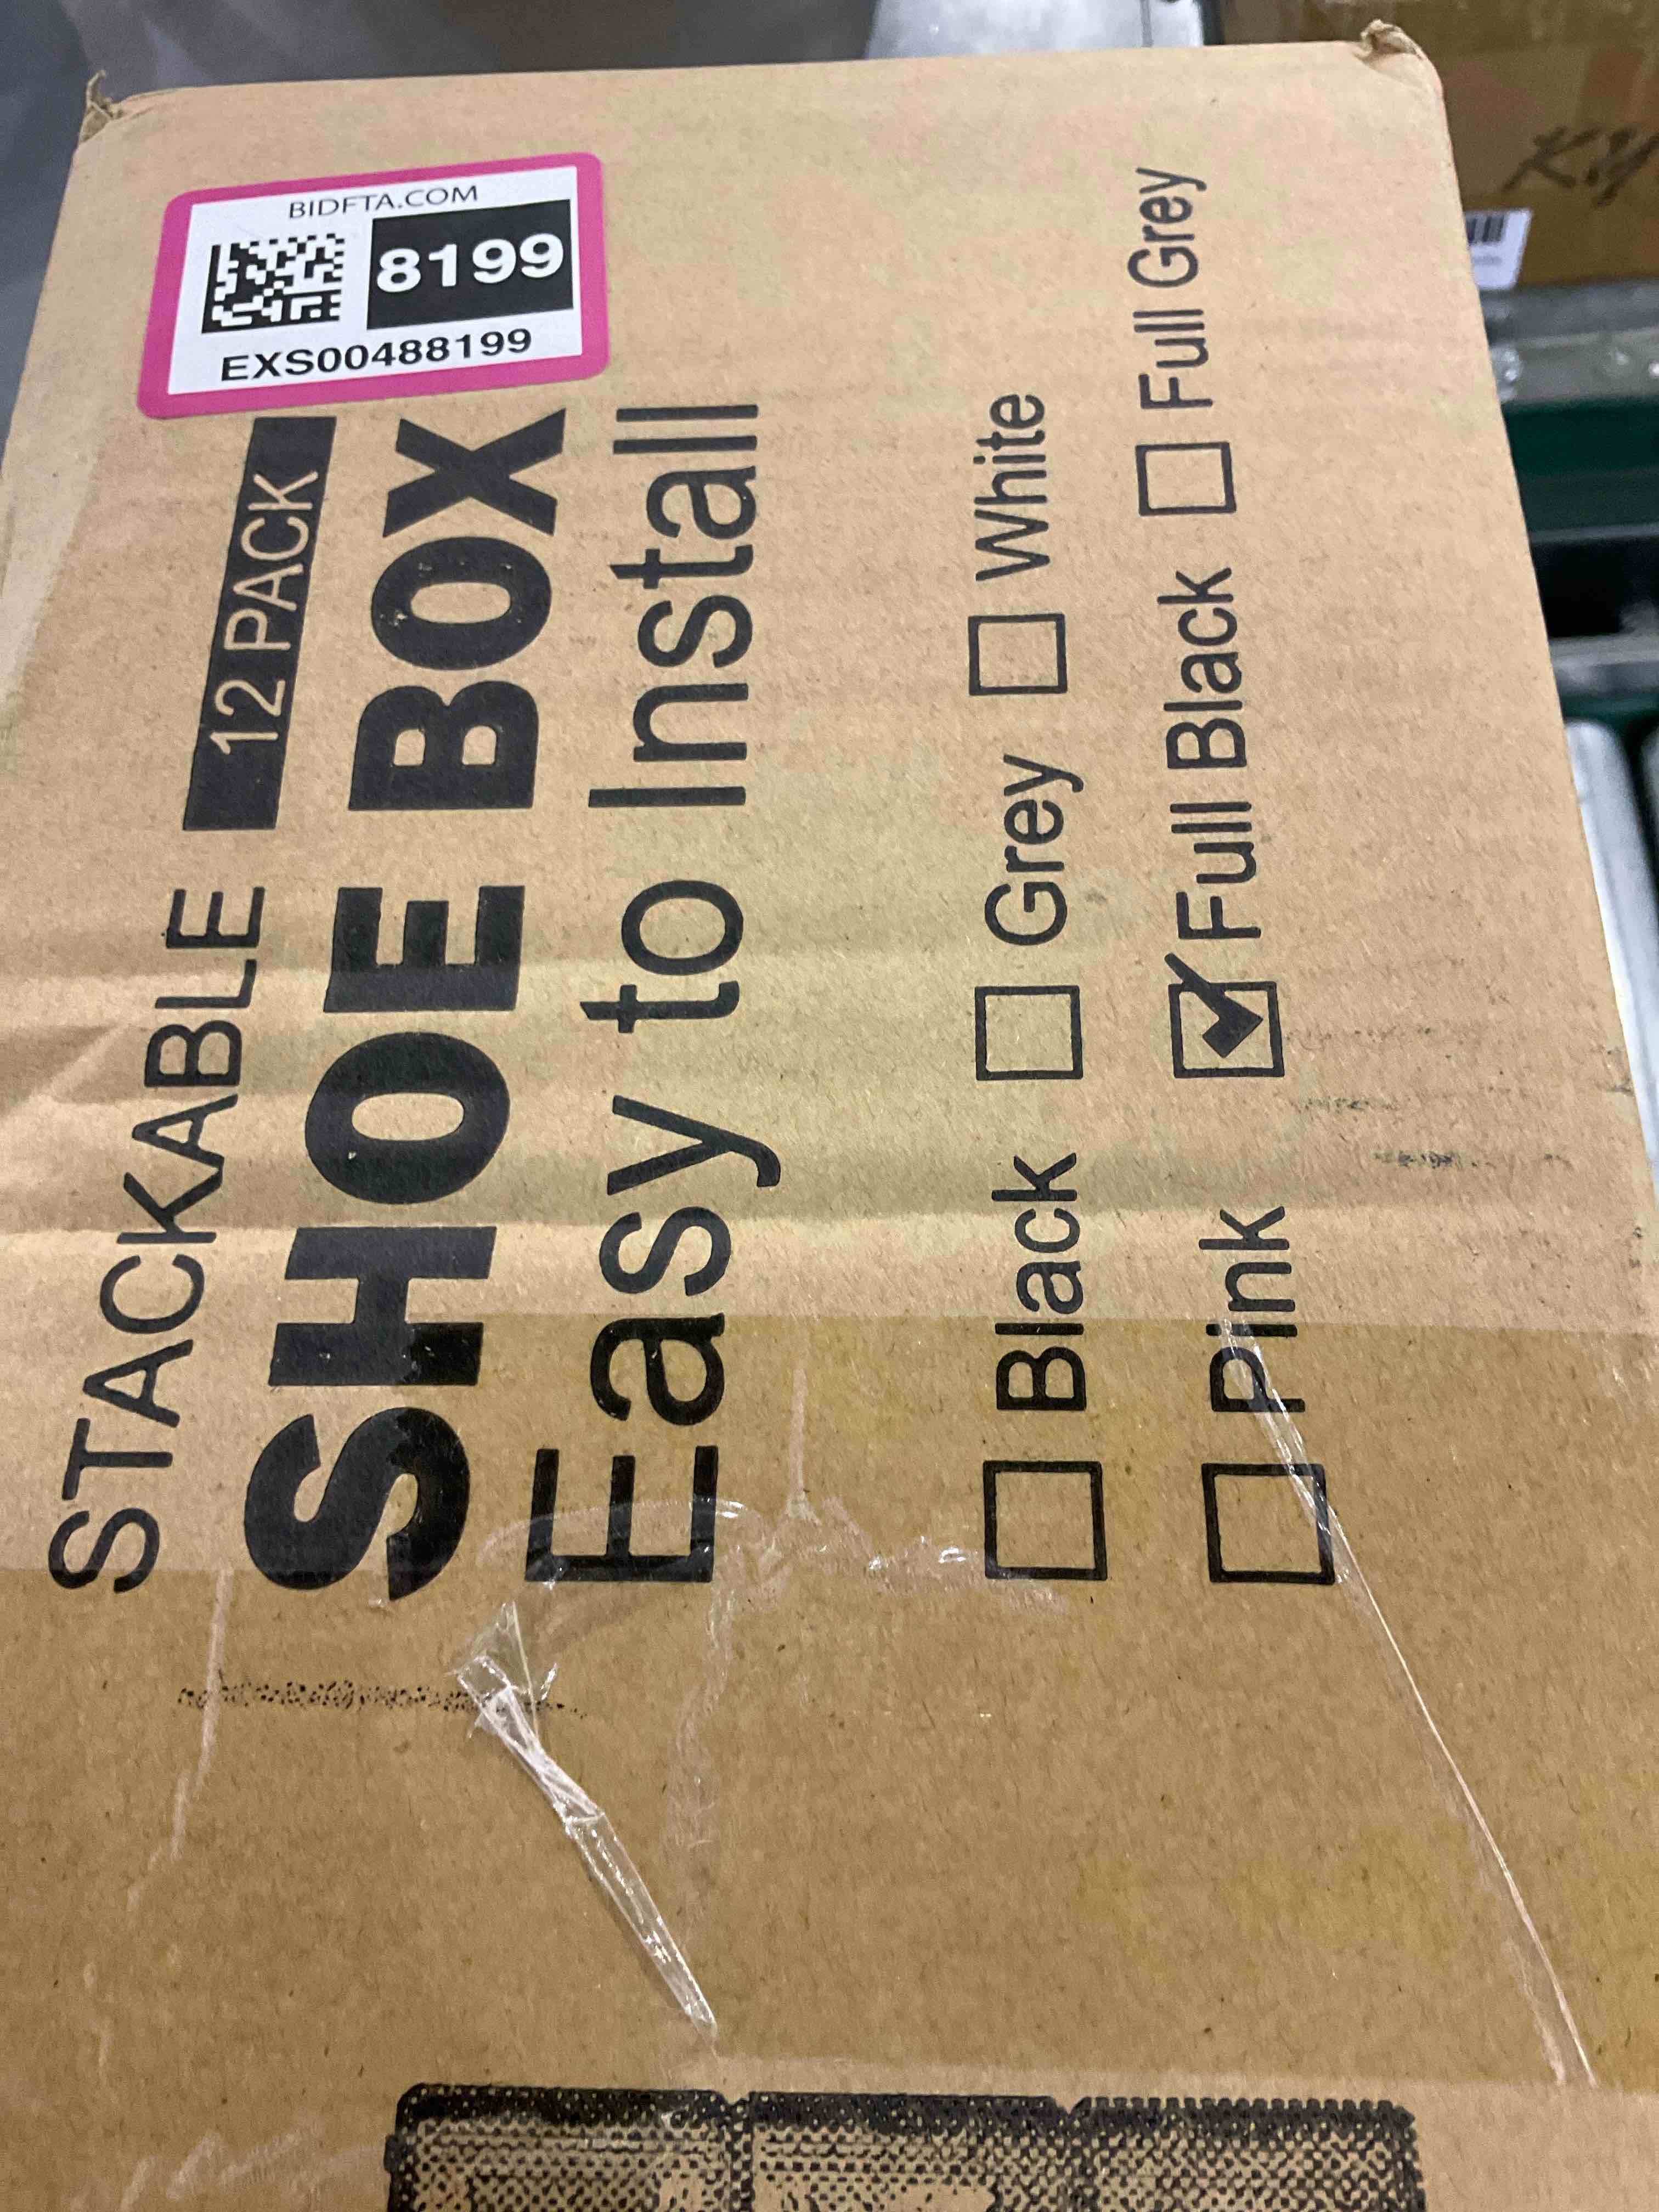 BIDFTA.COM
8199
EXS00488199
STACKABLE 12 PACK
SHOE BOX
Easy to Install
Black Grey White
Pink Full Black Full Grey
KY